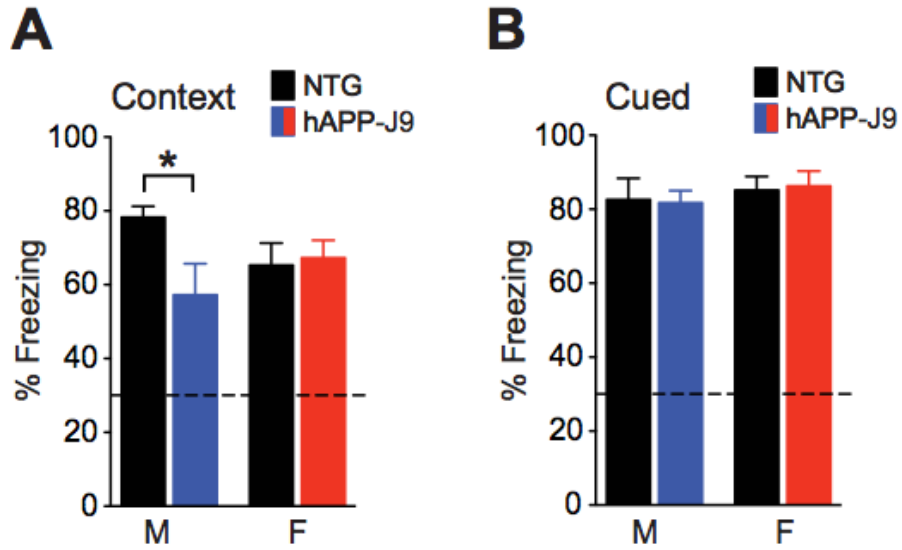 A
Context
NTG
hAPP-J9
% Freezing
100
80
60
40
20
0
*
M F
B
Cued
NTG
hAPP-J9
% Freezing
100
80
60
40
20
0
M F